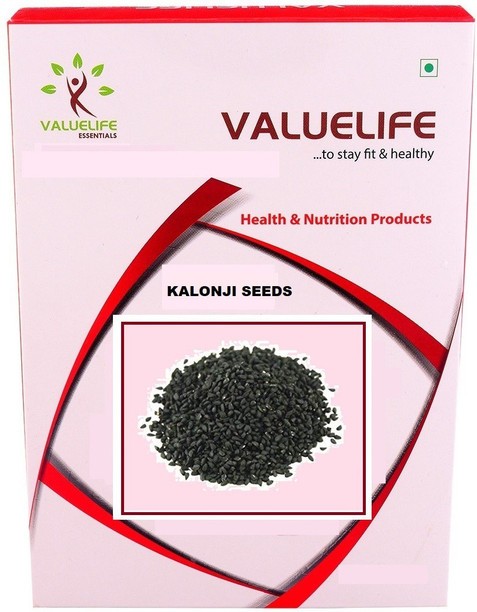 VALUELIFE
ESSENTIALS
VALUELIFE
...to stay fit & healthy
Health & Nutrition Products
KALONJI SEEDS